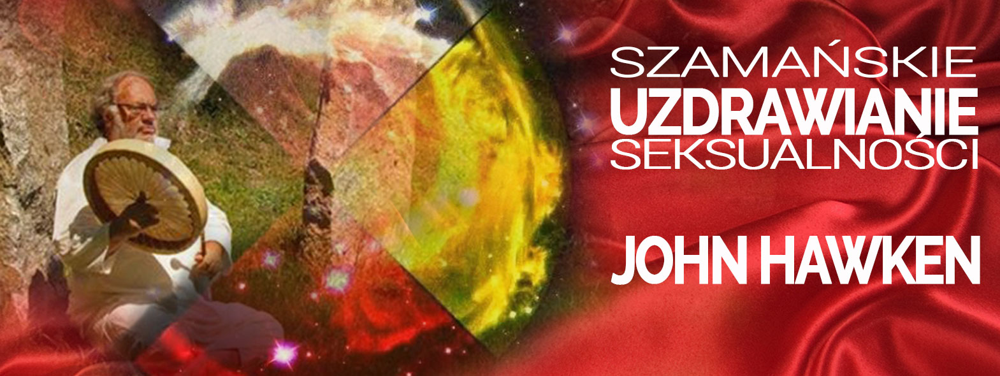 SZAMAŃSKIE
UZDRAWIANIE
SEKSUALNOŚCI
JOHN HAWKEN